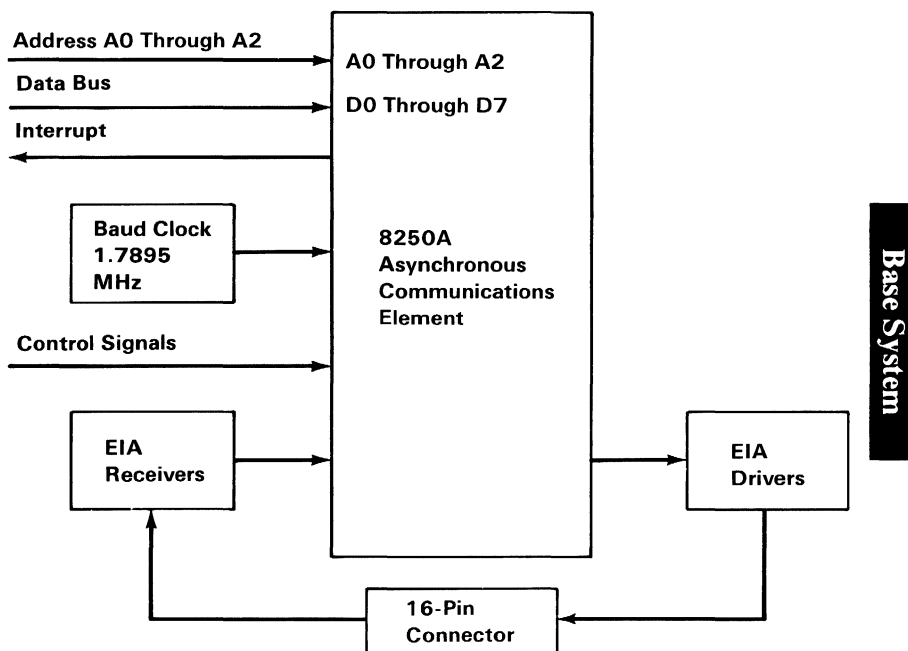 Address A0 Through A2
A0 Through A2
Data Bus
D0 Through D7
Interrupt
Baud Clock
1.7895
MHz
8250A
Asynchronous
Communications
Element
Control Signals
EIA
Receivers
EIA
Drivers
16-Pin
Connector
Base System